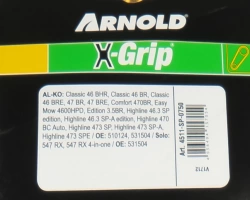 ARNOLD
X-Grip
AL-KO: Classic 46 BHR, Classic 46 BR, Classic
46 BRE, 47 BR, 47 BRE, Comfort 470BR, Easy
Mow 4600HPD, Edition 3.5BR, Highline 46.3 SP
edition, Highline 46.3 SP-A edition, Highline 470
BC Auto, Highline 473 SP, Highline 473 SP-A,
Highline 473 SPE / OE: 510124, 531504 / Solo:
547 RX, 547 RX 4-in-one / OE: 531504
Art. 4511-SP-0756